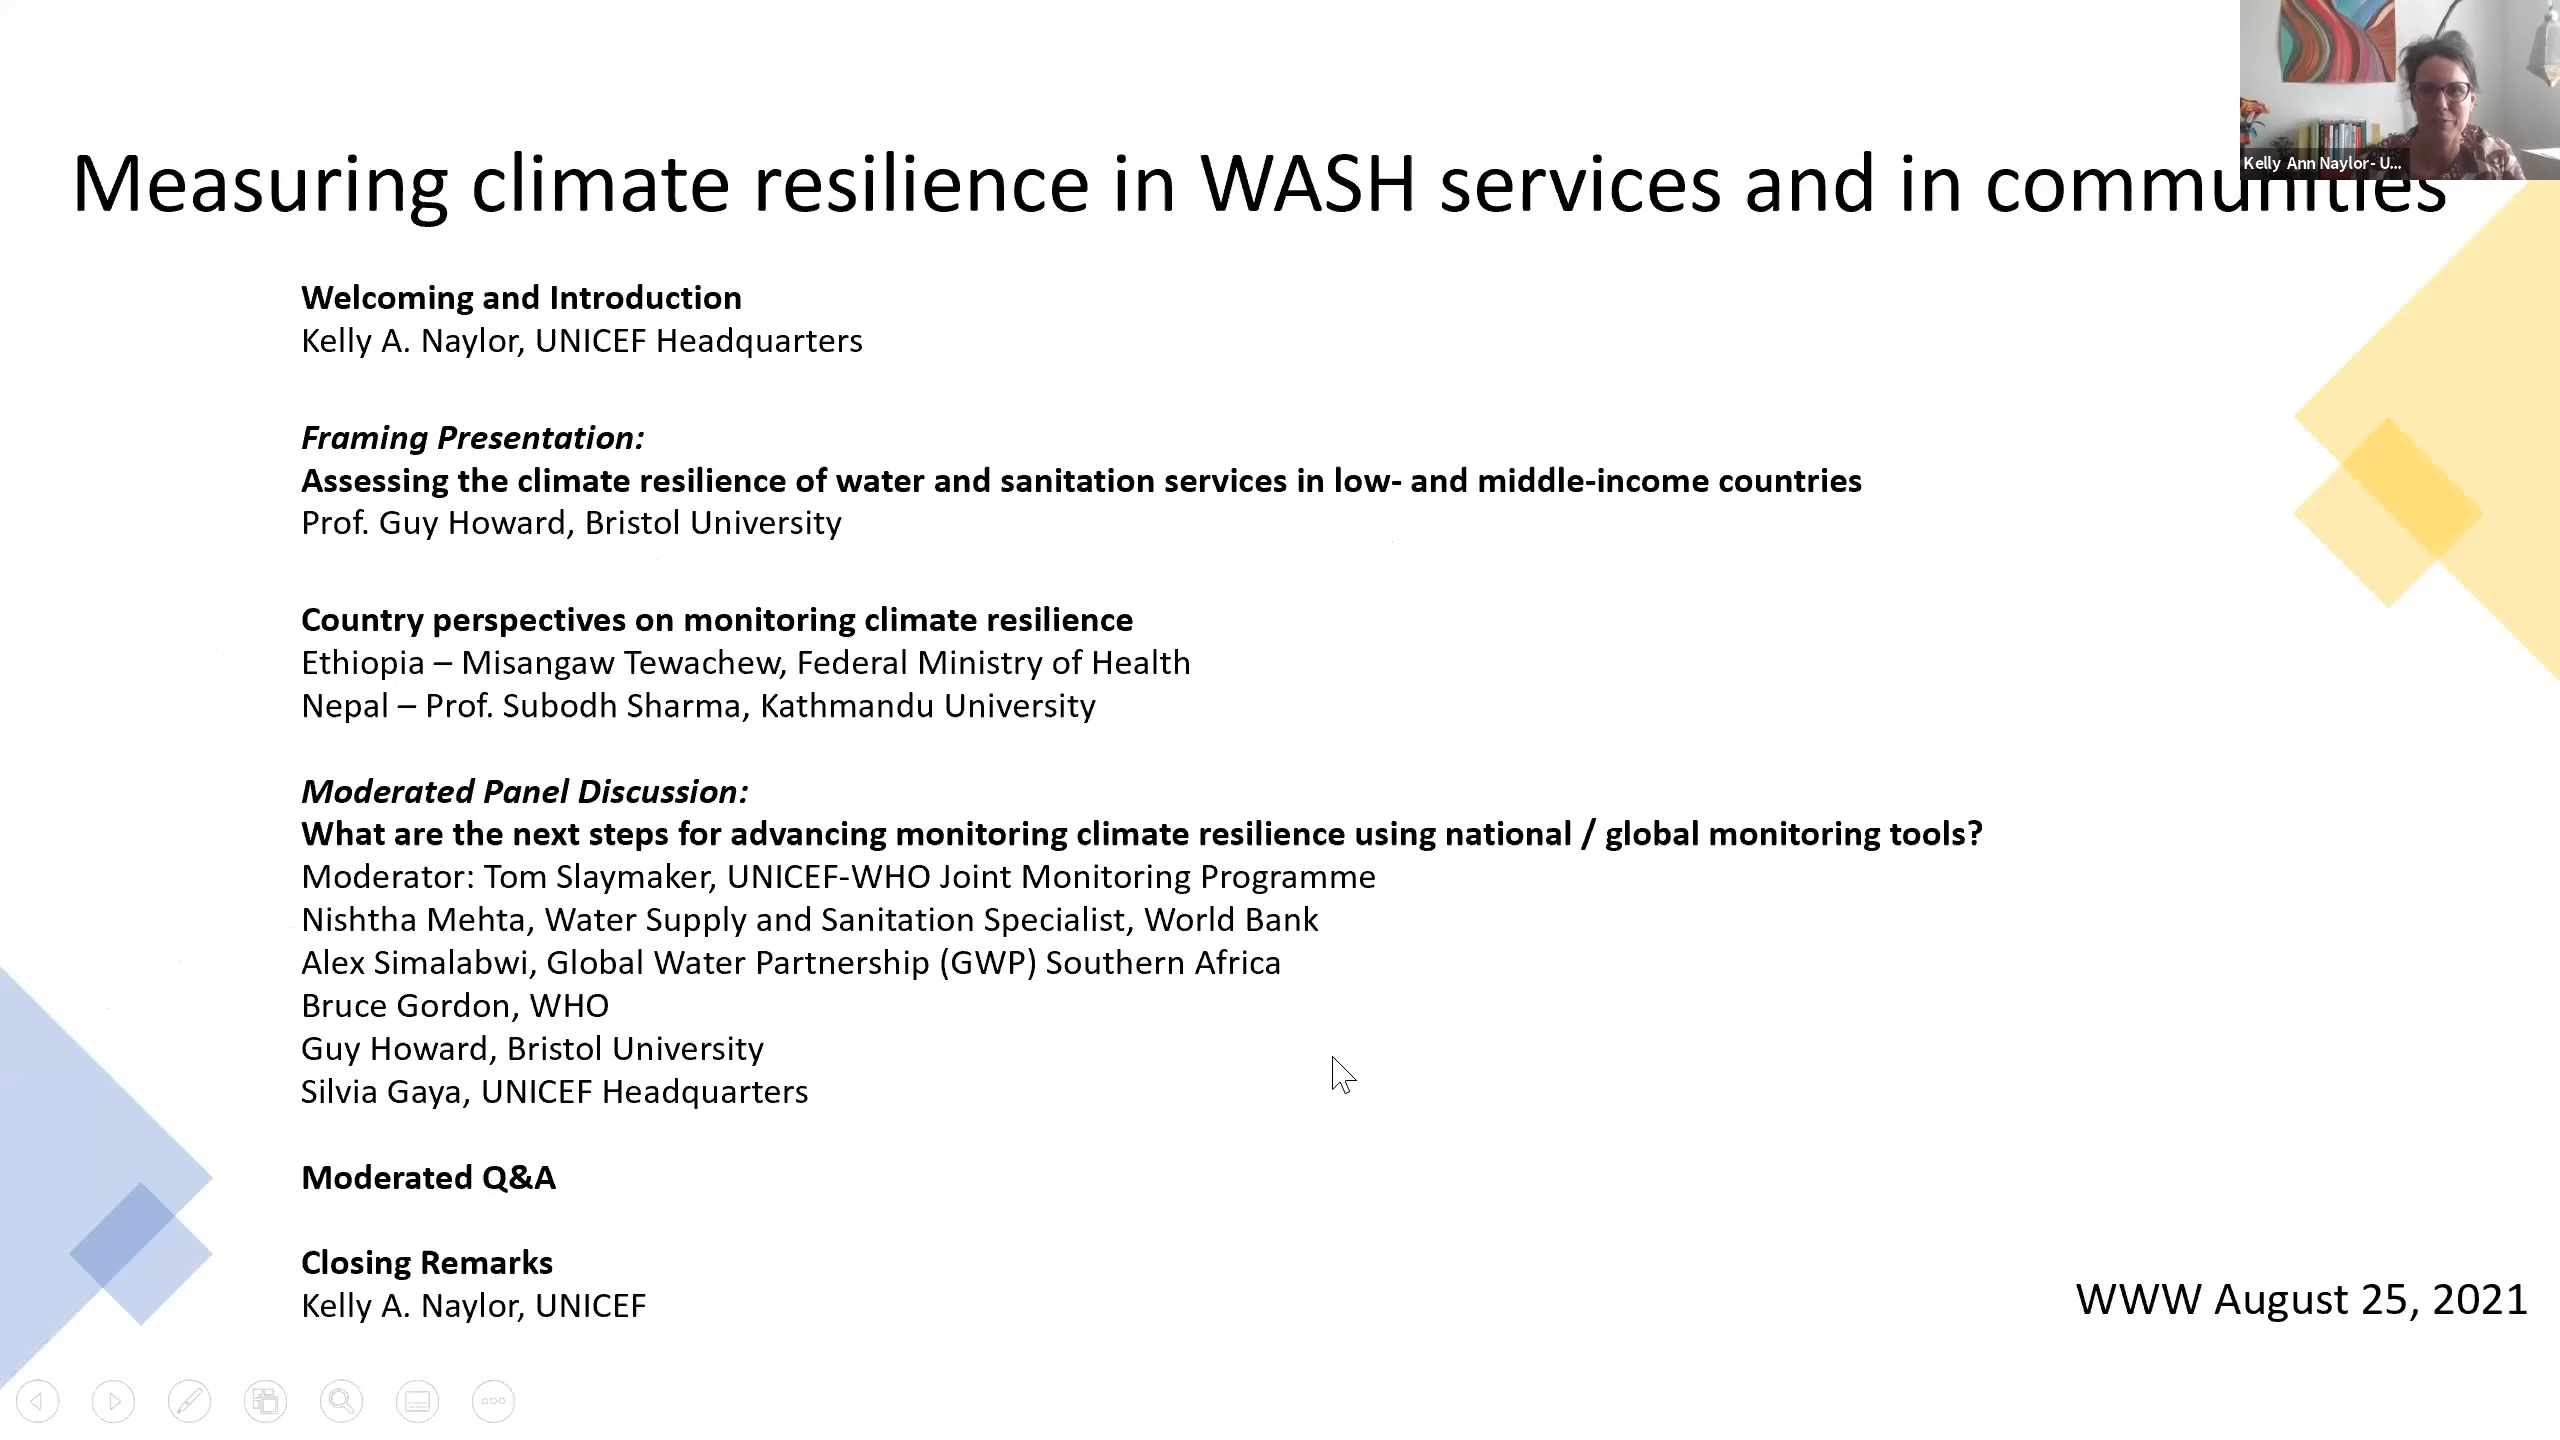 Kelly Ann Naylor- U...
Measuring climate resilience in WASH services and in communities
Welcoming and Introduction
Kelly A. Naylor, UNICEF Headquarters
Framing Presentation:
Assessing the climate resilience of water and sanitation services in low- and middle-income countries
Prof. Guy Howard, Bristol University
Country perspectives on monitoring climate resilience
Ethiopia – Misangaw Tewachew, Federal Ministry of Health
Nepal – Prof. Subodh Sharma, Kathmandu University
Moderated Panel Discussion:
What are the next steps for advancing monitoring climate resilience using national / global monitoring tools?
Moderator: Tom Slaymaker, UNICEF-WHO Joint Monitoring Programme
Nishtha Mehta, Water Supply and Sanitation Specialist, World Bank
Alex Simalabwi, Global Water Partnership (GWP) Southern Africa
Bruce Gordon, WHO
Guy Howard, Bristol University
Silvia Gaya, UNICEF Headquarters
Moderated Q&A
Closing Remarks
Kelly A. Naylor, UNICEF
WWW August 25, 2021